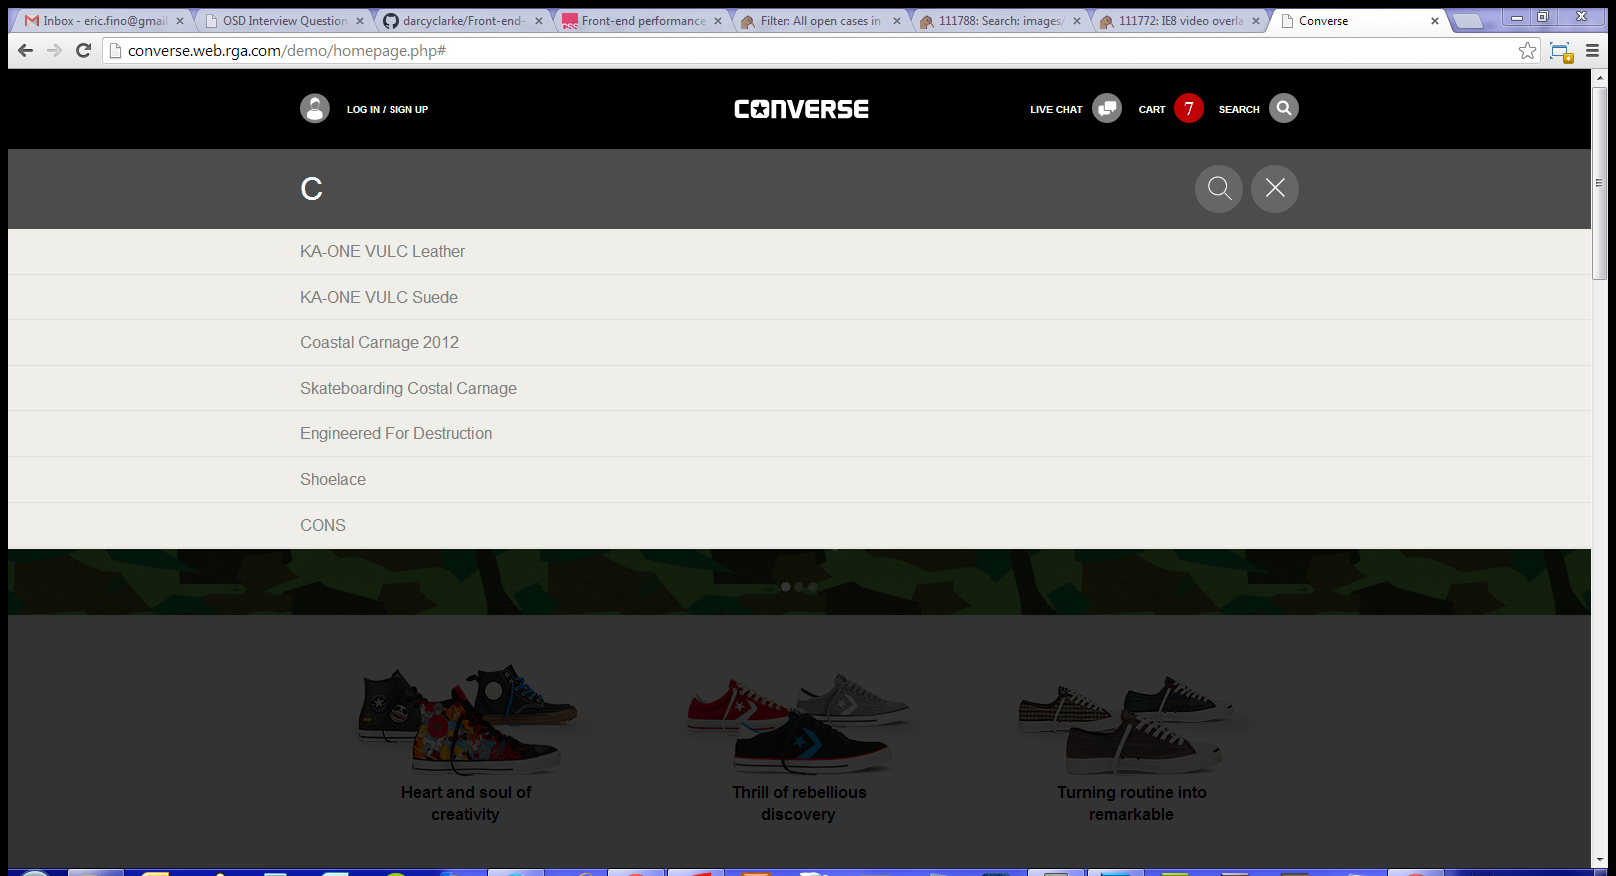 Inbox - eric.fino@gmail
OSD Interview Question
darcyclarke/Front-end-
Front-end performance
Filter: All open cases in
111788: Search: images/
111772: IE8 video overla
Converse
converse.web.rga.com/demo/homepage.php#
LOG IN / SIGN UP
CONVERSE
LIVE CHAT
CART
7
SEARCH
C
KA-ONE VULC Leather
KA-ONE VULC Suede
Coastal Carnage 2012
Skateboarding Costal Carnage
Engineered For Destruction
Shoelace
CONS
Heart and soul of
creativity
Thrill of rebellious
discovery
Turning routine into
remarkable